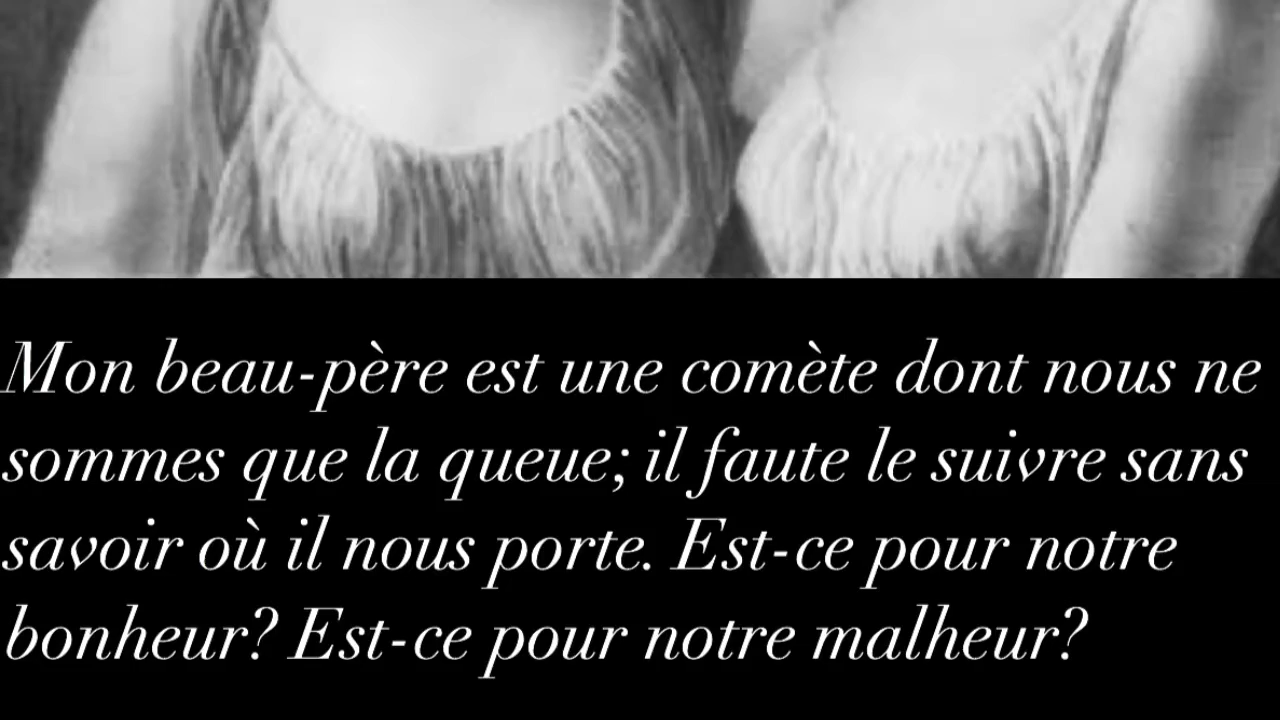 Mon beau-père est une comète dont nous ne
sommes que la queue; il faute le suivre sans
savoir où il nous porte. Est-ce pour notre
bonheur? Est-ce pour notre malheur?